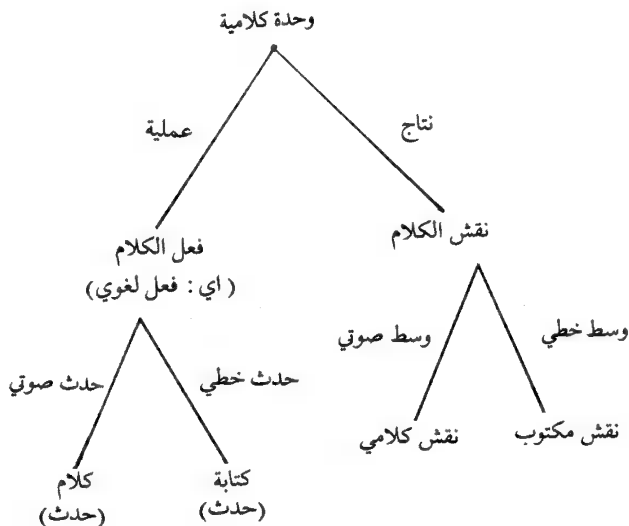 وحدة كلامية
نتاج
عملية
نقش الكلام
فعل الكلام
(اي : فعل لغوي)
وسط خطي
وسط صوتي
حدث خطي
حدث صوتي
نقش مكتوب
نقش كلامي
كتابة
(حدث)
كلام
(حدث)